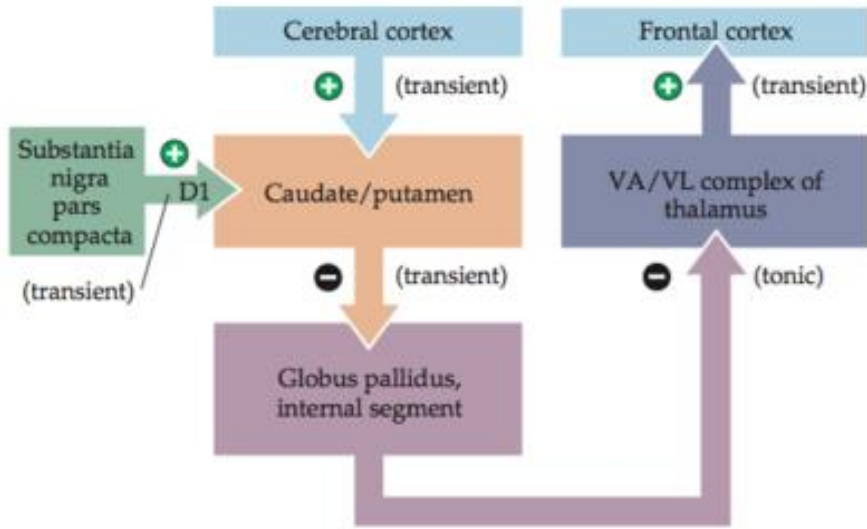 Cerebral cortex
Frontal cortex
+ (transient)
+ (transient)
Substantia
nigra
pars
compacta
+
D1
(transient)
Caudate/putamen
VA/VL complex of
thalamus
− (transient)
− (tonic)
Globus pallidus,
internal segment